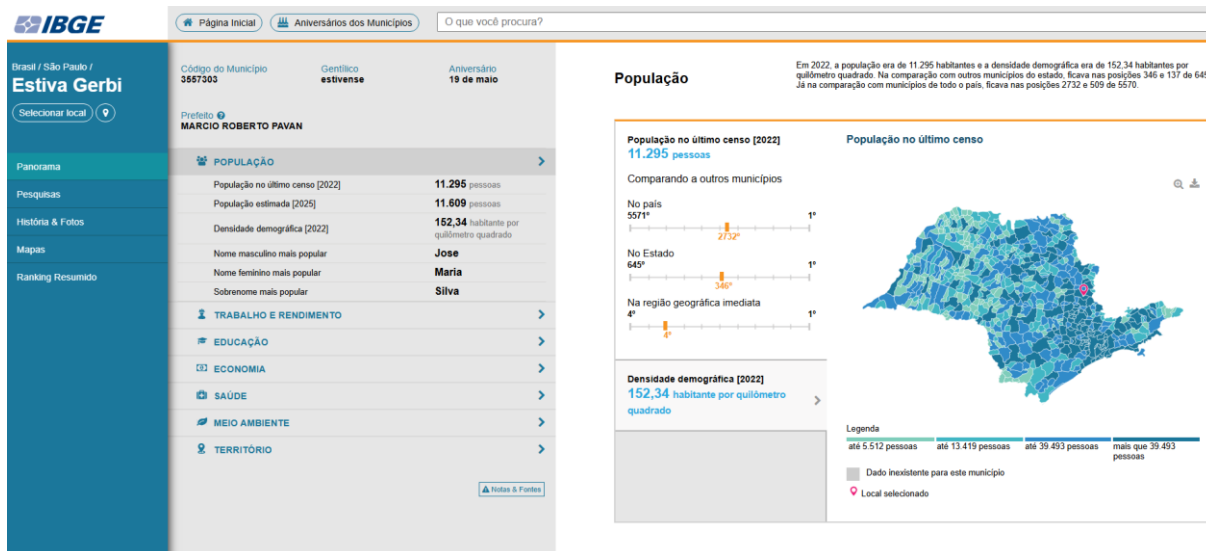 IBGE
Página Inicial
Aniversários dos Municípios
O que você procura?
Brasil / São Paulo /
Estiva Gerbi
Selecionar local
Panorama
Pesquisas
História & Fotos
Mapas
Ranking Resumido
Código do Município
3557303
Gentílico
estivense
Aniversário
19 de maio
Prefeito
MARCIO ROBERTO PAVAN
POPULAÇÃO
População no último censo [2022] 11.295 pessoas
População estimada [2025] 11.609 pessoas
Densidade demográfica [2022] 152,34 habitante por
quilômetro quadrado
Nome masculino mais popular Jose
Nome feminino mais popular Maria
Sobrenome mais popular Silva
TRABALHO E RENDIMENTO
EDUCAÇÃO
ECONOMIA
SAÚDE
MEIO AMBIENTE
TERRITÓRIO
Notas & Fontes
População
Em 2022, a população era de 11.295 habitantes e a densidade demográfica era de 152,34 habitantes por
quilômetro quadrado. Na comparação com outros municípios do estado, ficava nas posições 346 e 137 de 645.
Já na comparação com municípios de todo o país, ficava nas posições 2732 e 509 de 5570.
População no último censo [2022]
11.295 pessoas
Comparando a outros municípios
No país
5571º 1º
2732º
No Estado
645º 1º
346º
Na região geográfica imediata
4º 1º
4º
Densidade demográfica [2022]
152,34 habitante por quilômetro
quadrado
População no último censo
Legenda
até 5.512 pessoas
até 13.419 pessoas
até 39.493 pessoas
mais que 39.493
pessoas
Dado inexistente para este município
Local selecionado